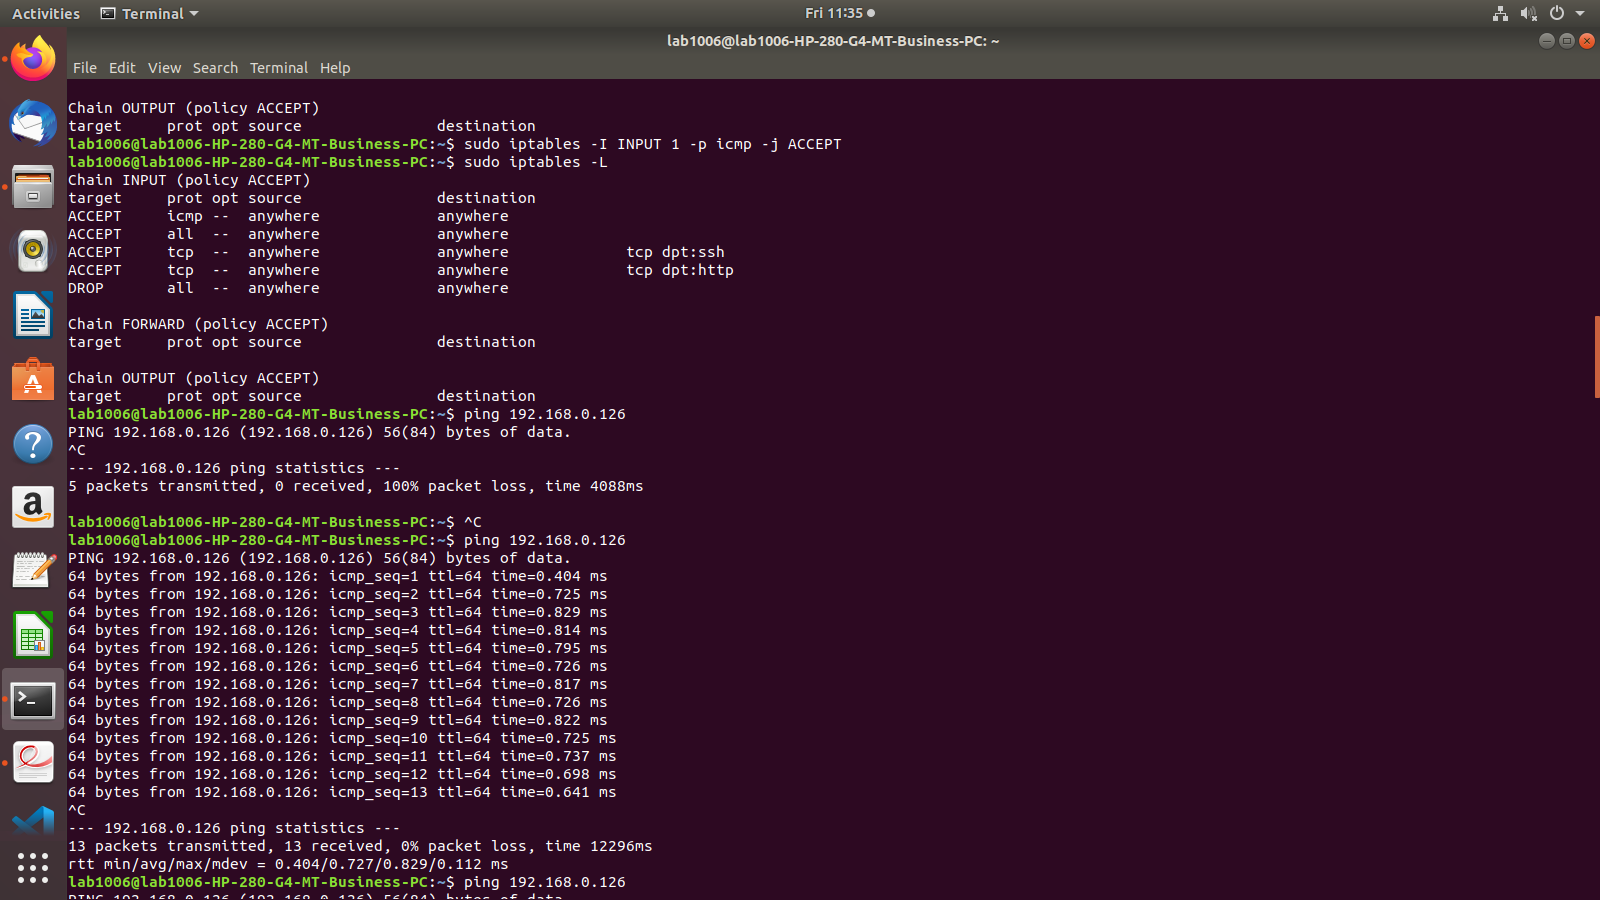 Activities Terminal Fri 11:35
lab1006@lab1006-HP-280-G4-MT-Business-PC: ~
File Edit View Search Terminal Help
Chain OUTPUT (policy ACCEPT)
target     prot opt source               destination
lab1006@lab1006-HP-280-G4-MT-Business-PC:~$ sudo iptables -I INPUT 1 -p icmp -j ACCEPT
lab1006@lab1006-HP-280-G4-MT-Business-PC:~$ sudo iptables -L
Chain INPUT (policy ACCEPT)
target     prot opt source               destination
ACCEPT     icmp --  anywhere             anywhere
ACCEPT     all  --  anywhere             anywhere
ACCEPT     tcp  --  anywhere             anywhere             tcp dpt:ssh
ACCEPT     tcp  --  anywhere             anywhere             tcp dpt:http
DROP       all  --  anywhere             anywhere
Chain FORWARD (policy ACCEPT)
target     prot opt source               destination
Chain OUTPUT (policy ACCEPT)
target     prot opt source               destination
lab1006@lab1006-HP-280-G4-MT-Business-PC:~$ ping 192.168.0.126
PING 192.168.0.126 (192.168.0.126) 56(84) bytes of data.
^C
--- 192.168.0.126 ping statistics ---
5 packets transmitted, 0 received, 100% packet loss, time 4088ms
lab1006@lab1006-HP-280-G4-MT-Business-PC:~$ ^C
lab1006@lab1006-HP-280-G4-MT-Business-PC:~$ ping 192.168.0.126
PING 192.168.0.126 (192.168.0.126) 56(84) bytes of data.
64 bytes from 192.168.0.126: icmp_seq=1 ttl=64 time=0.404 ms
64 bytes from 192.168.0.126: icmp_seq=2 ttl=64 time=0.725 ms
64 bytes from 192.168.0.126: icmp_seq=3 ttl=64 time=0.829 ms
64 bytes from 192.168.0.126: icmp_seq=4 ttl=64 time=0.814 ms
64 bytes from 192.168.0.126: icmp_seq=5 ttl=64 time=0.795 ms
64 bytes from 192.168.0.126: icmp_seq=6 ttl=64 time=0.726 ms
64 bytes from 192.168.0.126: icmp_seq=7 ttl=64 time=0.817 ms
64 bytes from 192.168.0.126: icmp_seq=8 ttl=64 time=0.726 ms
64 bytes from 192.168.0.126: icmp_seq=9 ttl=64 time=0.822 ms
64 bytes from 192.168.0.126: icmp_seq=10 ttl=64 time=0.725 ms
64 bytes from 192.168.0.126: icmp_seq=11 ttl=64 time=0.737 ms
64 bytes from 192.168.0.126: icmp_seq=12 ttl=64 time=0.698 ms
64 bytes from 192.168.0.126: icmp_seq=13 ttl=64 time=0.641 ms
^C
--- 192.168.0.126 ping statistics ---
13 packets transmitted, 13 received, 0% packet loss, time 12296ms
rtt min/avg/max/mdev = 0.404/0.727/0.829/0.112 ms
lab1006@lab1006-HP-280-G4-MT-Business-PC:~$ ping 192.168.0.126
PING 192.168.0.126 (192.168.0.126) 56(84) bytes of data.